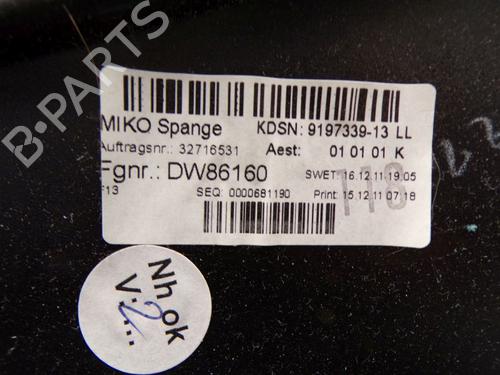 B-PARTS
MIKO Spange KDSN: 9197339-13 LL
Auftragsnr.: 32716531 Aest: 01 01 01 K
Fgnr.: DW86160 SWET: 16.12.11-19:05
F13 SEQ: 0000681190 Print: 15.12.11 07:18
118
Nh ok
V:...
2